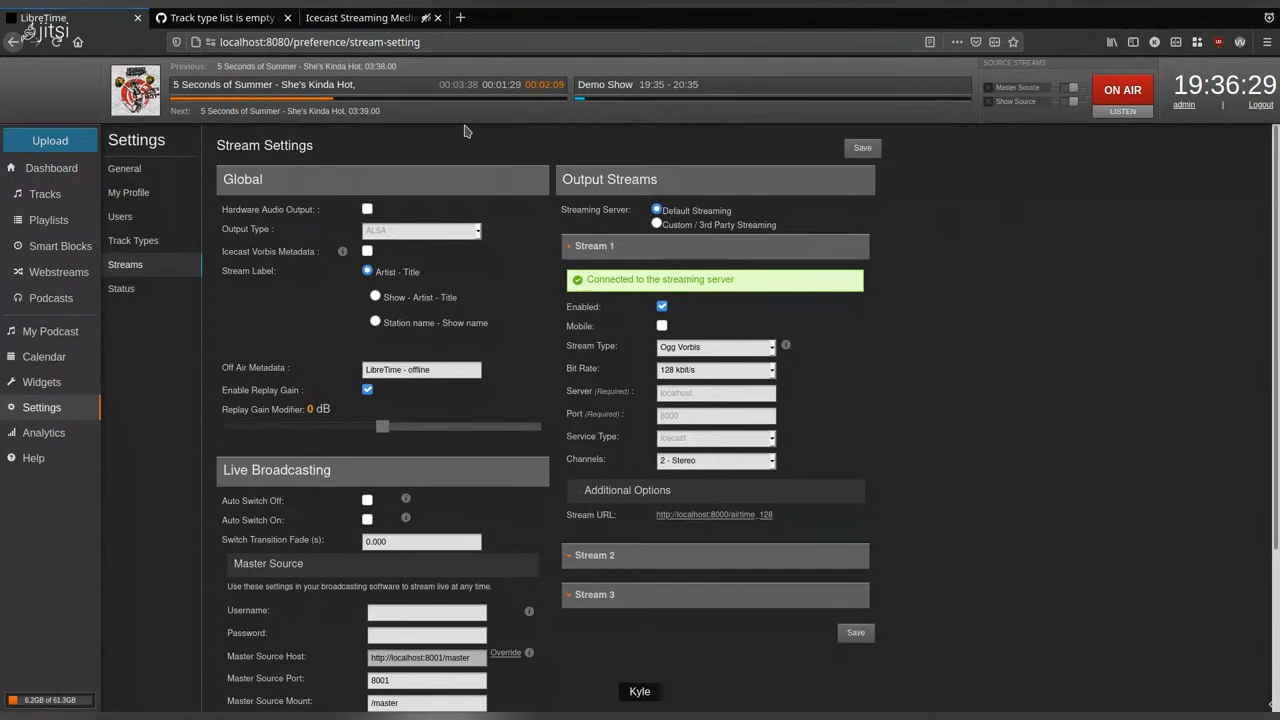 LibreTime
Track type list is empty
Icecast Streaming Media
jitsi
localhost:8080/preference/stream-setting
Previous: 5 Seconds of Summer - She's Kinda Hot, 03:38.00
5 Seconds of Summer - She's Kinda Hot, 00:03:38 00:01:29 00:02:09
Next: 5 Seconds of Summer - She's Kinda Hot, 03:39.00
Demo Show 19:35 - 20:35
SOURCE STREAMS
Master Source
Show Source
ON AIR
LISTEN
19:36:29
admin | Logout
Upload
Dashboard
Tracks
Playlists
Smart Blocks
Webstreams
Podcasts
My Podcast
Calendar
Widgets
Settings
Analytics
Help
6.2GB of 61.3GB
Settings
General
My Profile
Users
Track Types
Streams
Status
Stream Settings
Save
Global
Hardware Audio Output: :
Output Type : ALSA
Icecast Vorbis Metadata :
Stream Label: Artist - Title
Show - Artist - Title
Station name - Show name
Off Air Metadata : LibreTime - offline
Enable Replay Gain :
Replay Gain Modifier: 0 dB
Live Broadcasting
Auto Switch Off:
Auto Switch On:
Switch Transition Fade (s): 0.000
Master Source
Use these settings in your broadcasting software to stream live at any time.
Username:
Password:
Master Source Host: http://localhost:8001/master Override
Master Source Port: 8001
Master Source Mount: /master
Output Streams
Streaming Server: Default Streaming
Custom / 3rd Party Streaming
Stream 1
Connected to the streaming server
Enabled:
Mobile:
Stream Type: Ogg Vorbis
Bit Rate: 128 kbit/s
Server (Required) : localhost
Port (Required) : 8000
Service Type: Icecast
Channels: 2 - Stereo
Additional Options
Stream URL: http://localhost:8000/airtime_128
Stream 2
Stream 3
Save
Kyle